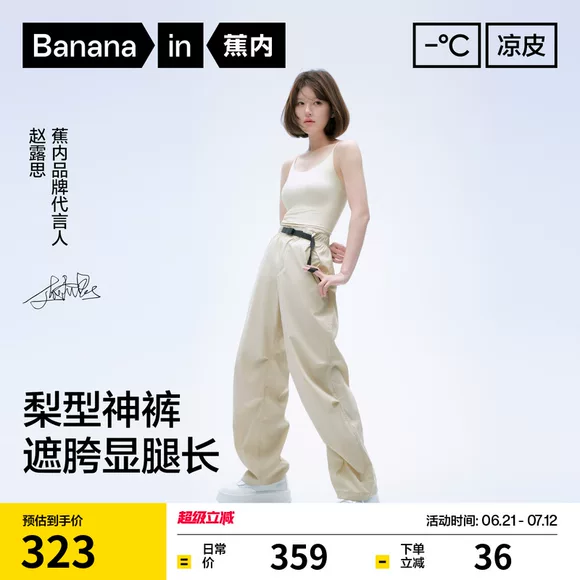 Banana in 蕉内
-°C 凉皮
蕉内品牌代言人
赵露思
梨型神裤
遮胯显腿长
预估到手价
323
超级立减
活动时间: 06.21 - 07.12
= 日常价 359 - 下单立减 36